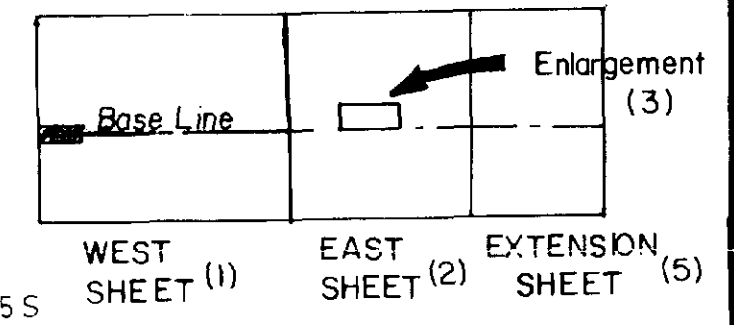 Enlargement
(3)
Base Line
WEST
SHEET (1)
EAST
SHEET (2)
EXTENSION
SHEET (5)
5 S